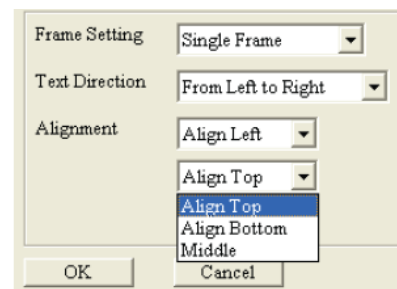 Frame Setting Single Frame
Text Direction From Left to Right
Alignment Align Left
Align Top
Align Top
Align Bottom
Middle
OK Cancel